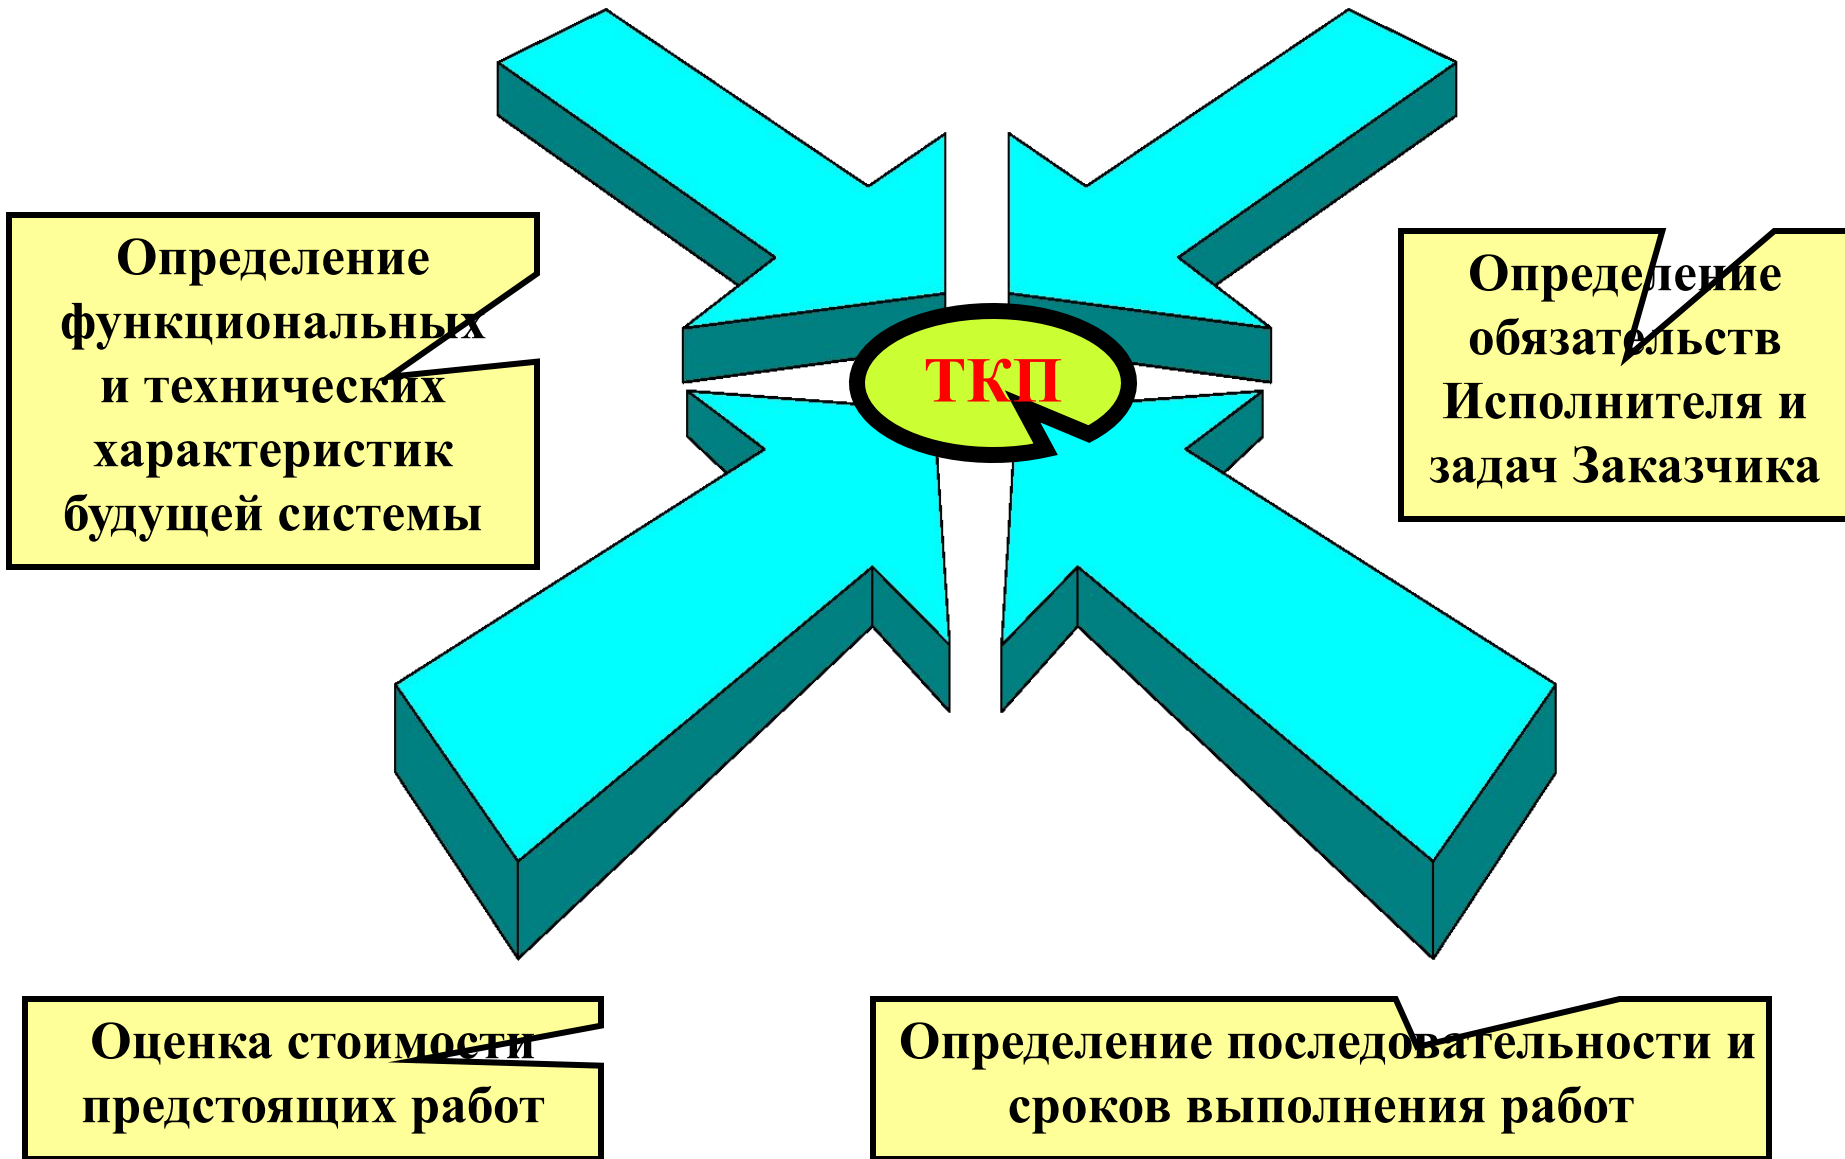 Определение
функциональных
и технических
характеристик
будущей системы
ТКП
Определение
обязательств
Исполнителя и
задач Заказчика
Оценка стоимости
предстоящих работ
Определение последовательности и
сроков выполнения работ